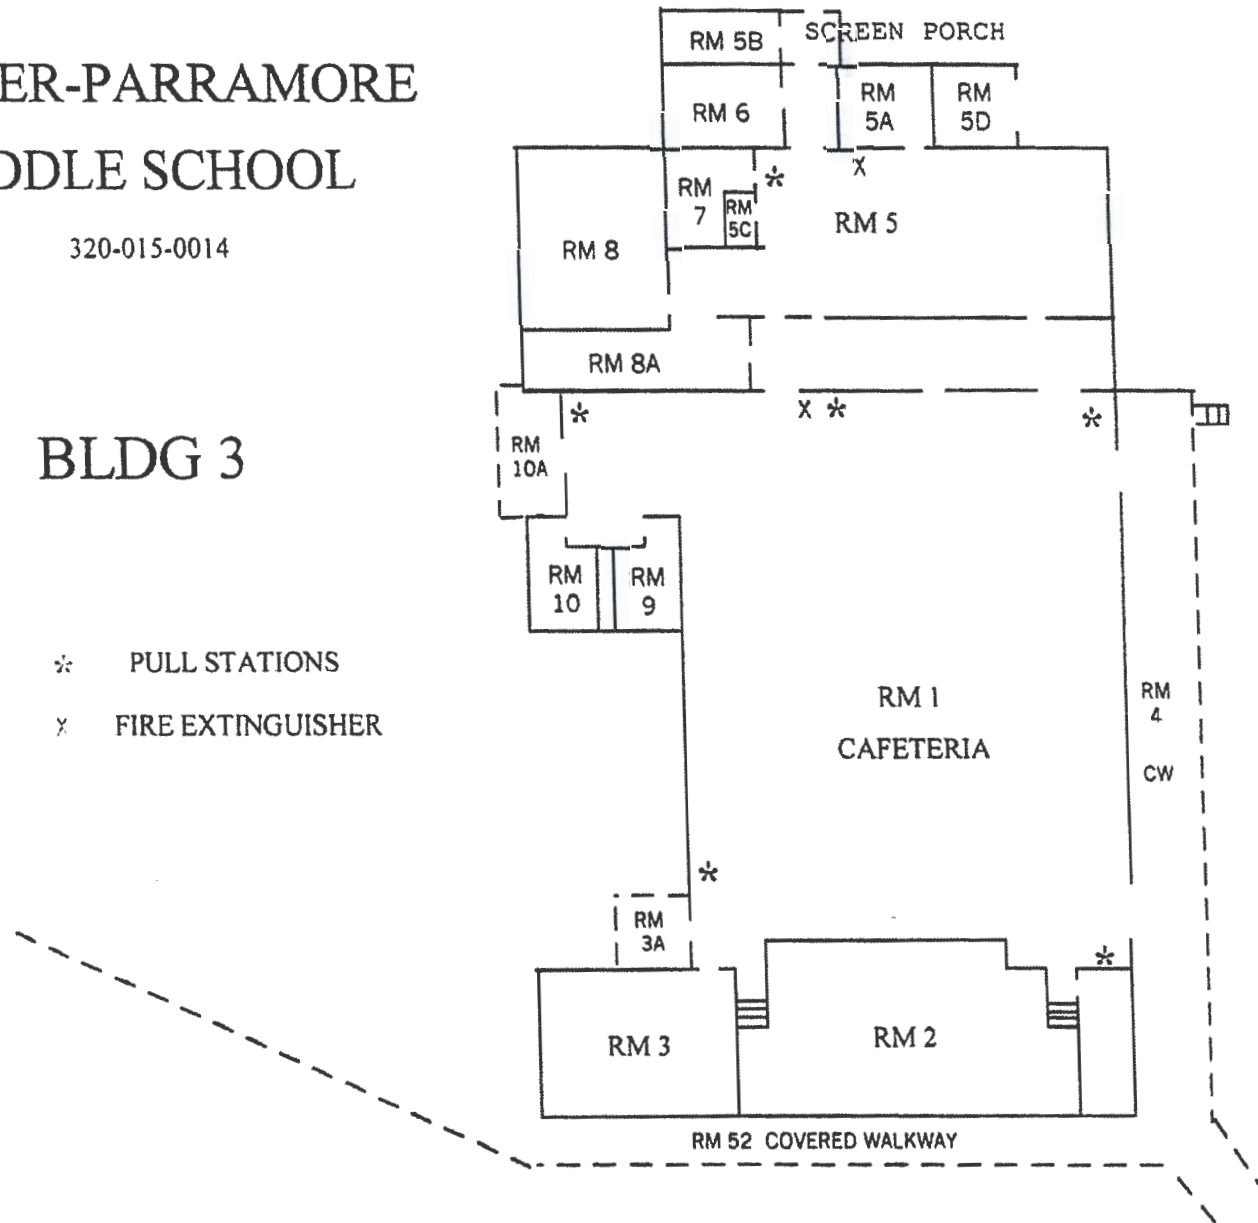 ER-PARRAMORE
DDLE SCHOOL
320-015-0014
BLDG 3
* PULL STATIONS
X FIRE EXTINGUISHER
RM 5B
SCREEN PORCH
RM 6
RM
5A
RM
5D
RM
7
RM
5C
RM 5
RM 8
RM 8A
RM
10A
RM
10
RM
9
RM 1
CAFETERIA
RM
4
CW
RM
3A
RM 3
RM 2
RM 52 COVERED WALKWAY